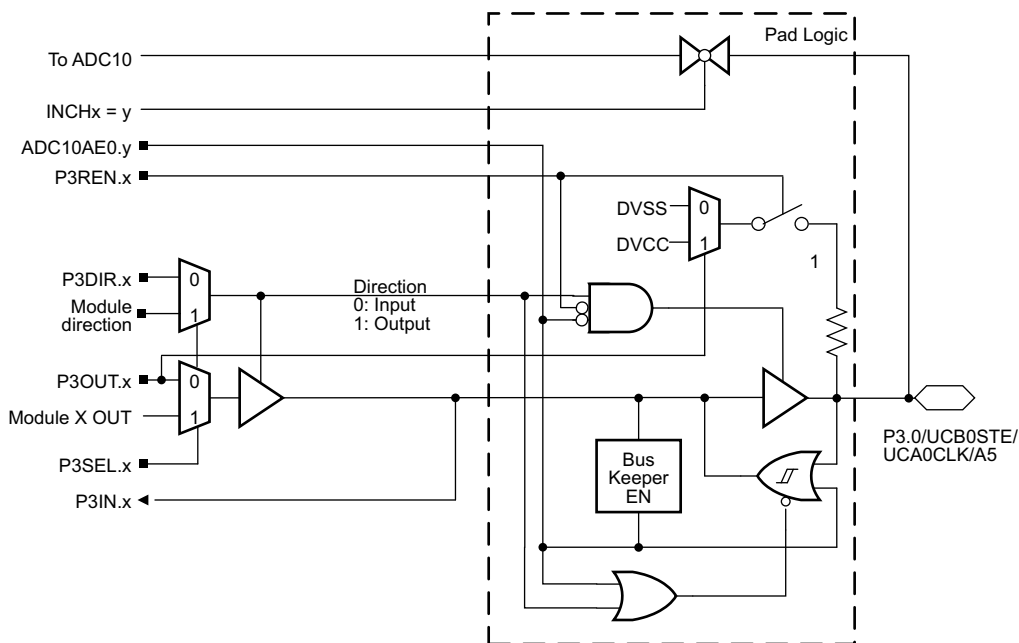 Pad Logic
To ADC10
INCHx = y
ADC10AE0.y
P3REN.x
DVSS
0
DVCC
1
1
P3DIR.x
0
Module
direction
1
Direction
0: Input
1: Output
P3OUT.x
0
Module X OUT
1
P3SEL.x
P3IN.x
Bus
Keeper
EN
P3.0/UCB0STE/
UCA0CLK/A5